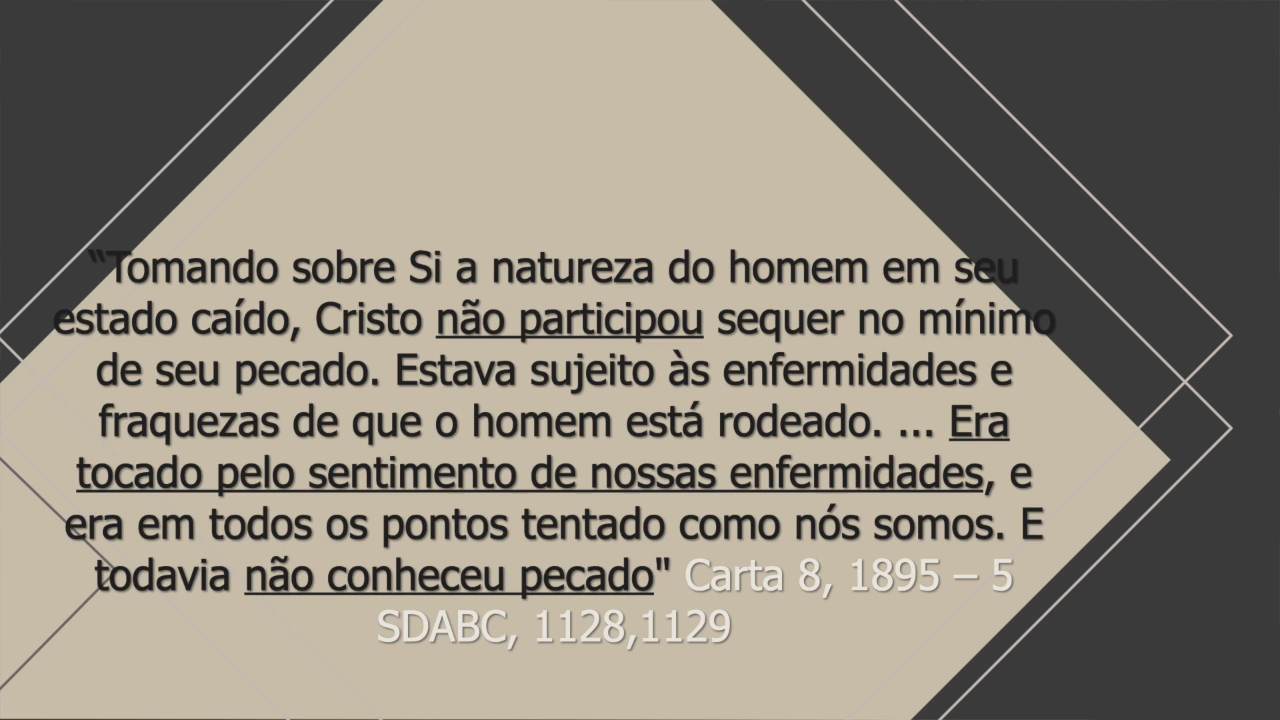 “Tomando sobre Si a natureza do homem em seu
estado caído, Cristo não participou sequer no mínimo
de seu pecado. Estava sujeito às enfermidades e
fraquezas de que o homem está rodeado. ... Era
tocado pelo sentimento de nossas enfermidades, e
era em todos os pontos tentado como nós somos. E
todavia não conheceu pecado" Carta 8, 1895 – 5
SDABC, 1128,1129